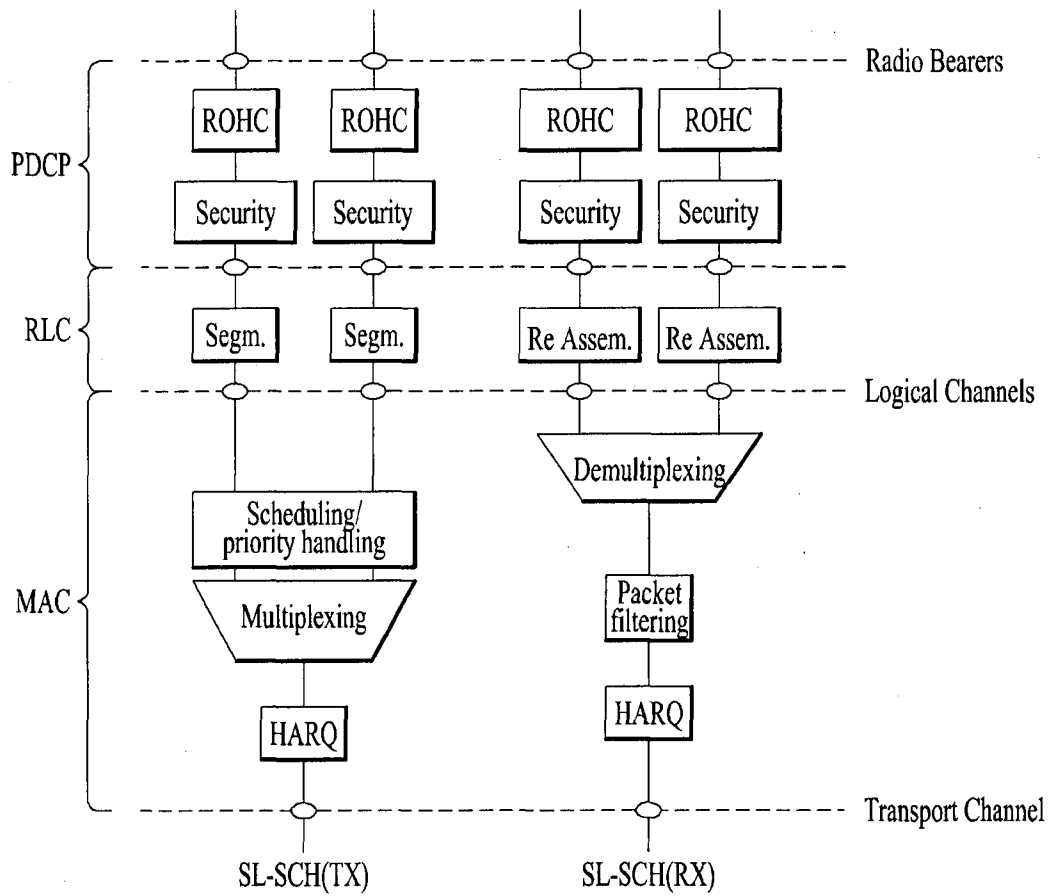 Radio Bearers
ROHC
ROHC
ROHC
ROHC
PDCP
Security
Security
Security
Security
RLC
Segm.
Segm.
Re Assem.
Re Assem.
Logical Channels
Demultiplexing
Scheduling/
priority handling
MAC
Multiplexing
Packet
filtering
HARQ
HARQ
Transport Channel
SL-SCH(TX)
SL-SCH(RX)